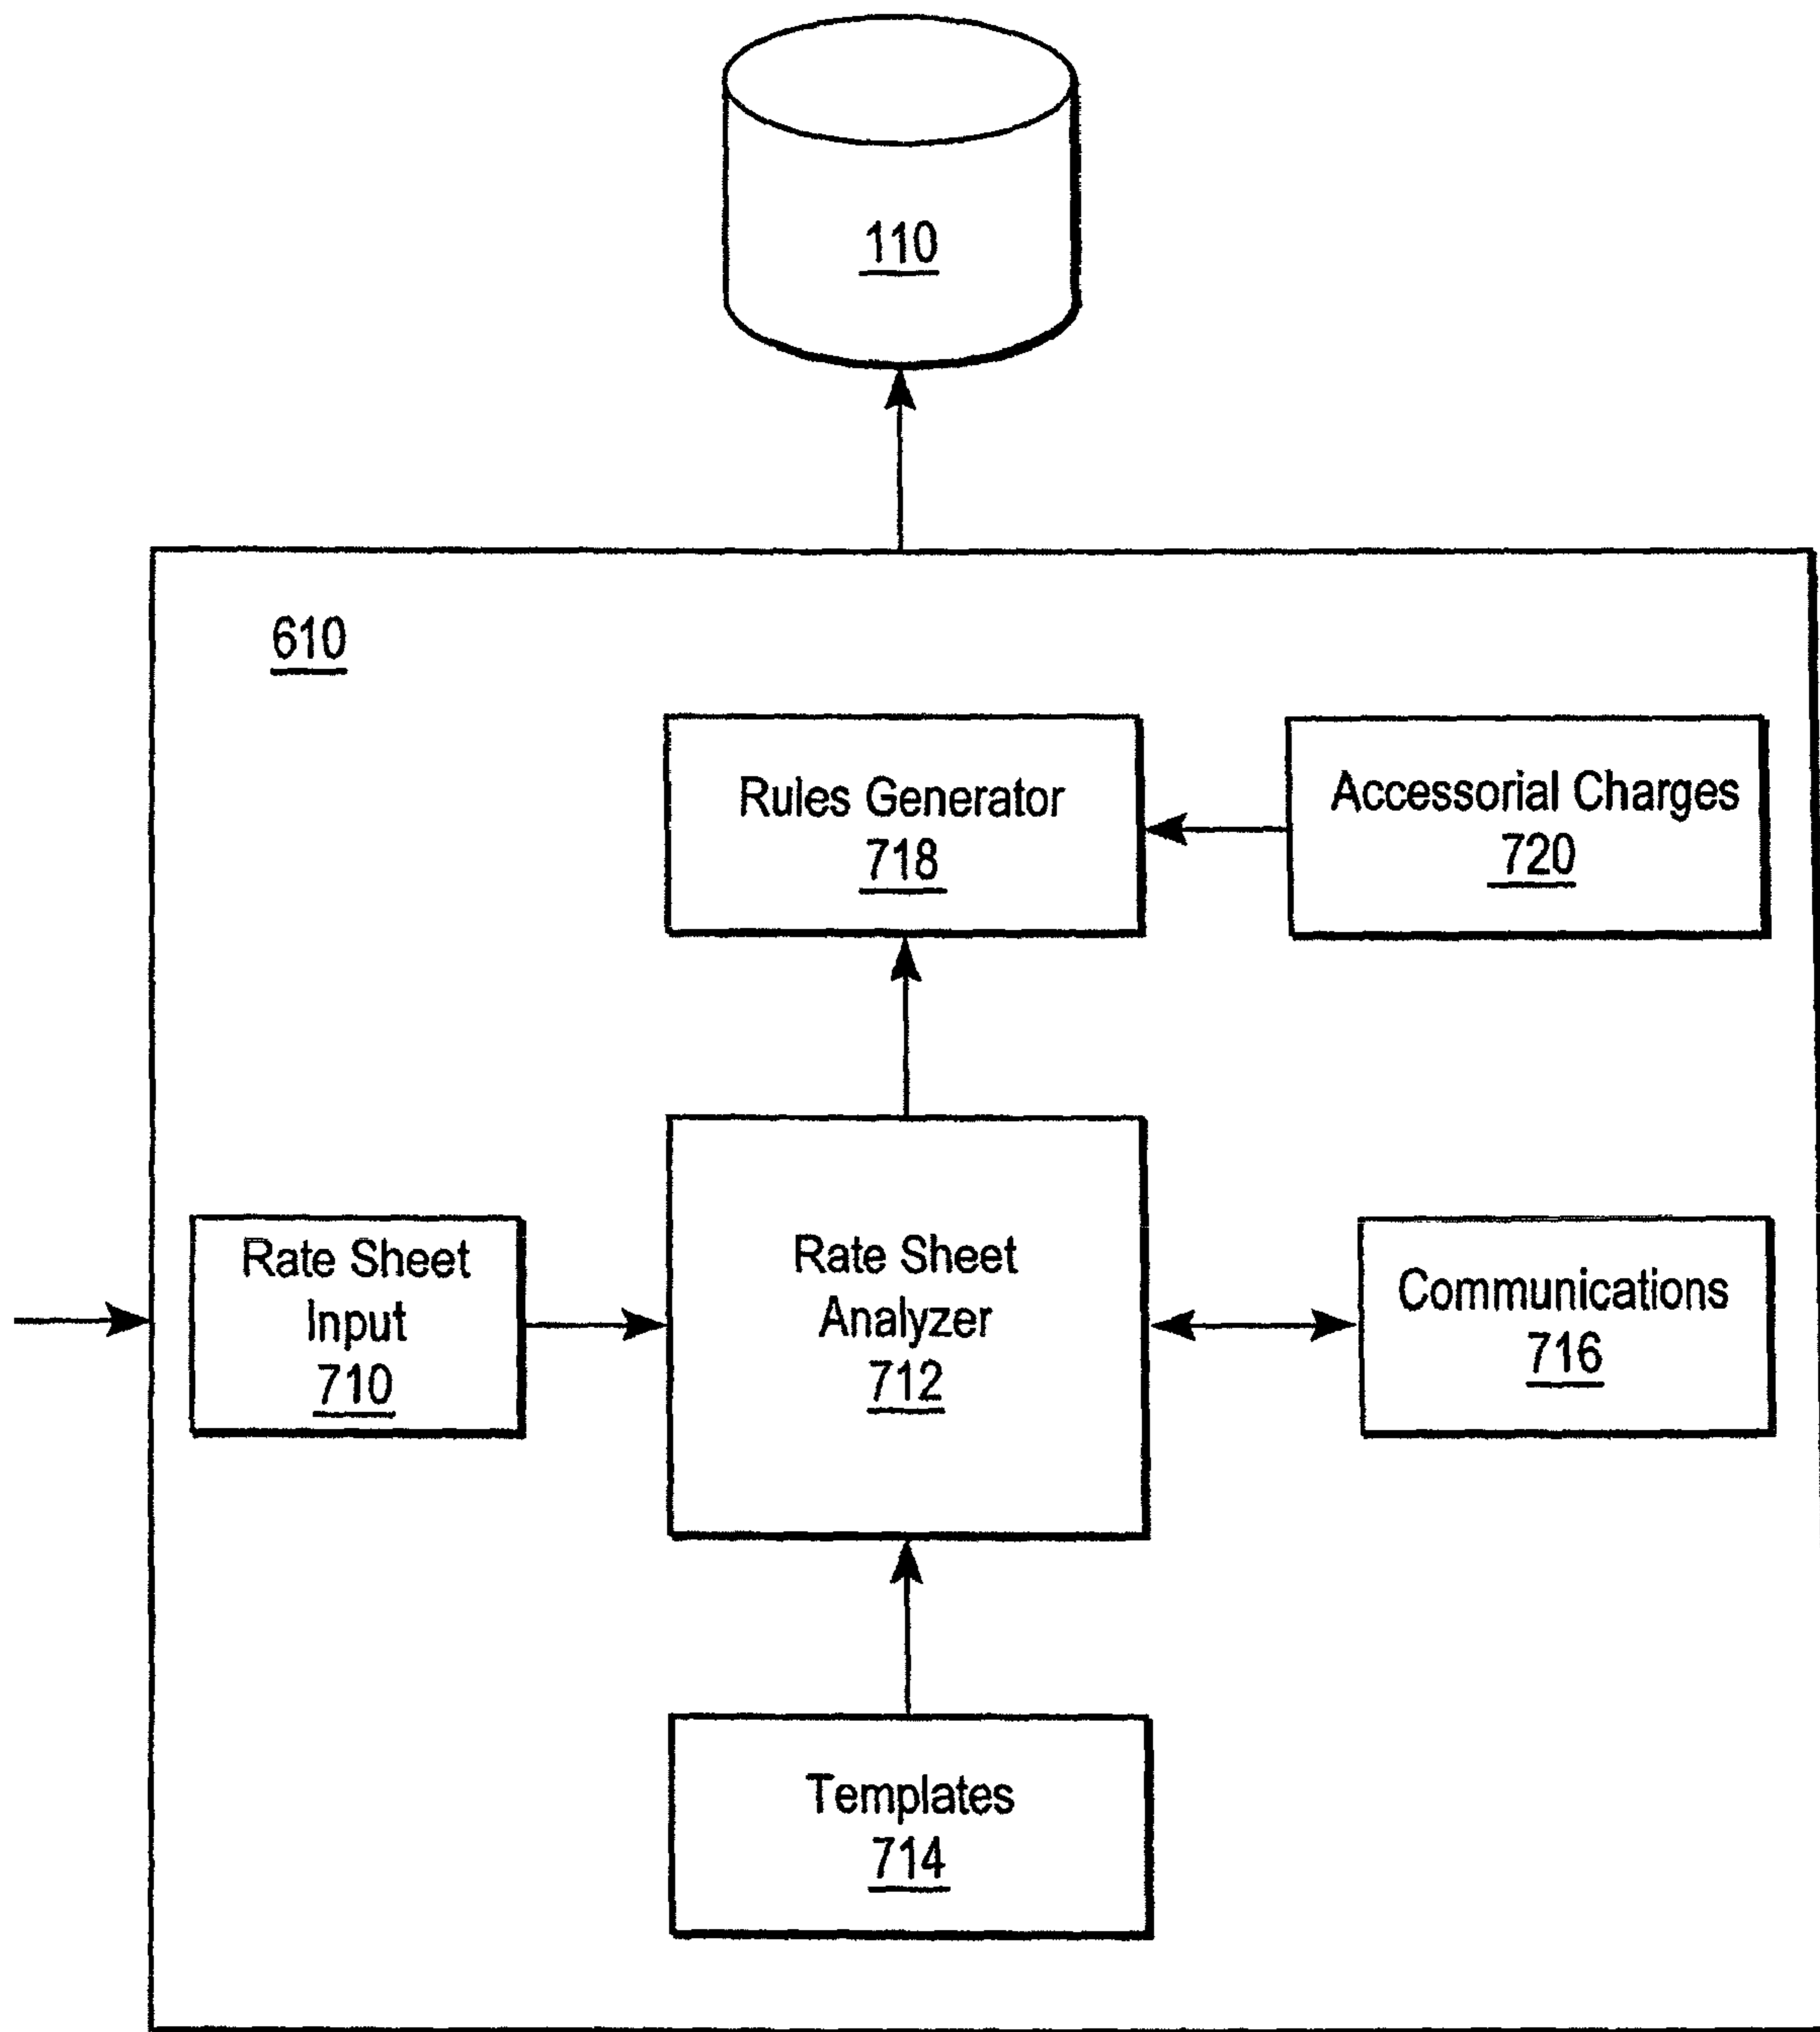 110
610
Rules Generator
718
Accessorial Charges
720
Rate Sheet
Input
710
Rate Sheet
Analyzer
712
Communications
716
Templates
714